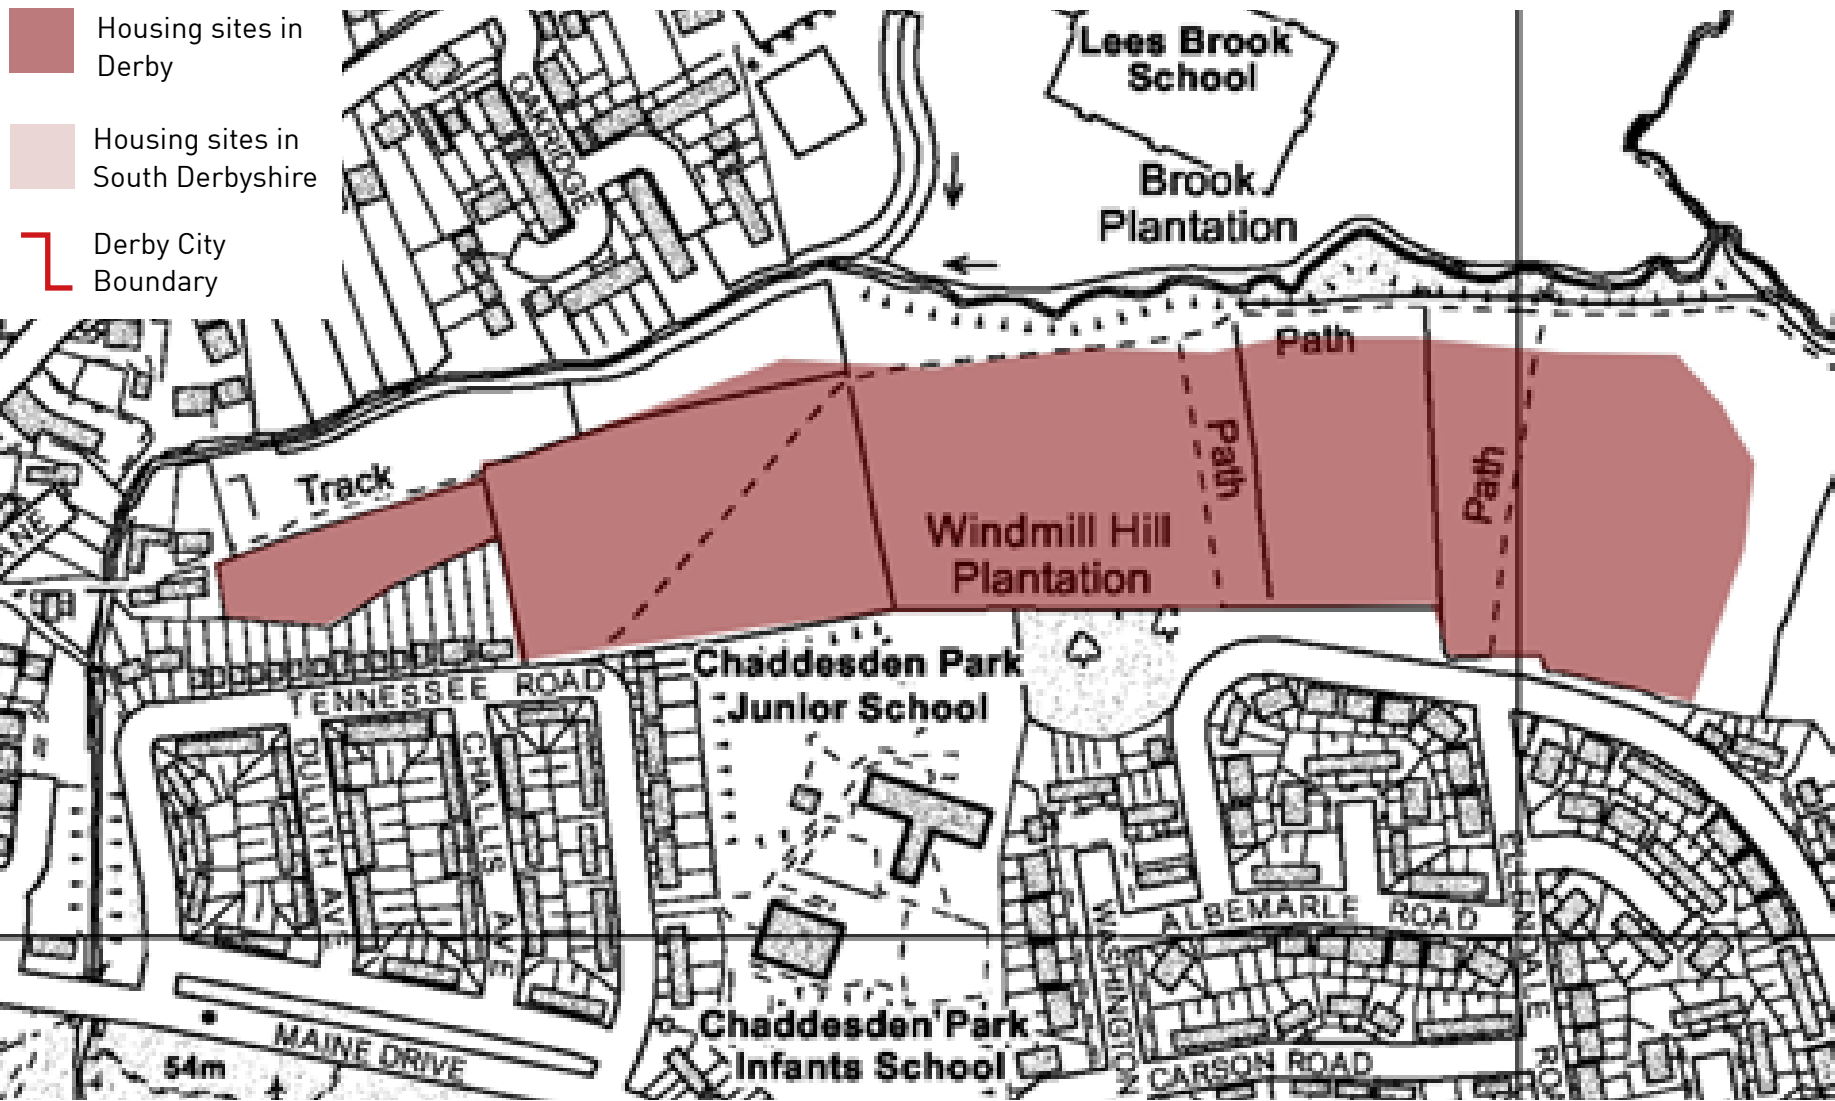 Housing sites in
Derby
Housing sites in
South Derbyshire
Derby City
Boundary
OAKRIDGE
Lees Brook
School
Brook
Plantation
Path
Path
Path
Track
Windmill Hill
Plantation
Chaddesden Park
Junior School
TENNESSEE ROAD
DULUTH AVE
CHALLIS AVE
ALBEMARLE ROAD
WASHINGTON
MAINE DRIVE
54m
Chaddesden Park
Infants School
CARSON ROAD